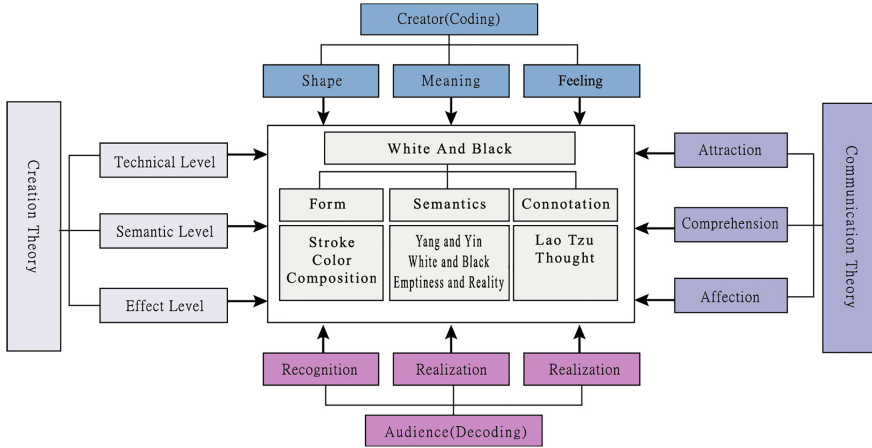 Creator(Coding)
Shape
Meaning
Feeling
Creation Theory
Technical Level
Semantic Level
Effect Level
White And Black
Form
Semantics
Connotation
Stroke
Color
Composition
Yang and Yin
White and Black
Emptiness and Reality
Lao Tzu
Thought
Attraction
Comprehension
Affection
Communication Theory
Recognition
Realization
Realization
Audience(Decoding)